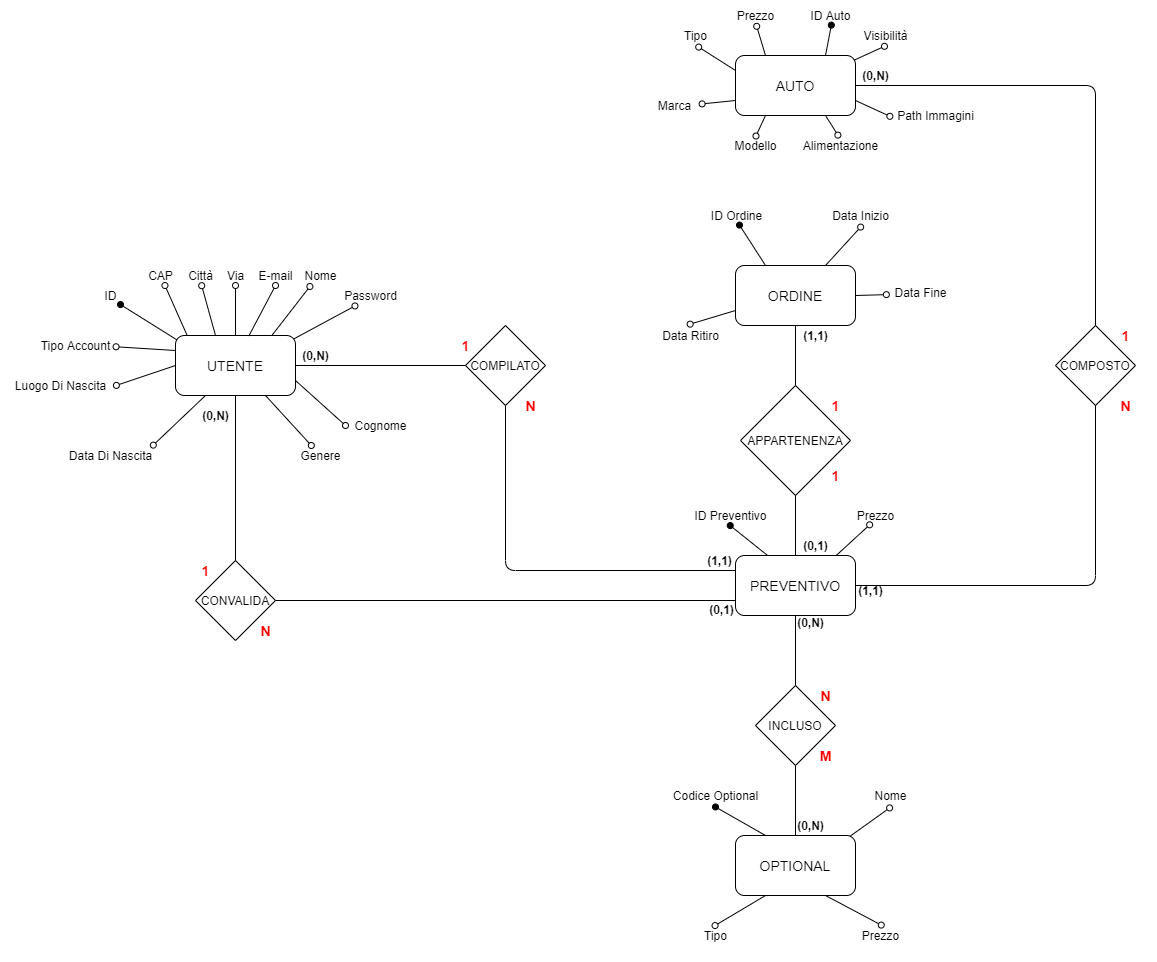 Prezzo
ID Auto
Tipo
Visibilità
AUTO
(0,N)
Marca
Path Immagini
Modello
Alimentazione
ID Ordine
Data Inizio
ORDINE
Data Fine
Data Ritiro
(1,1)
CAP
Città
Via
E-mail
Nome
ID
Password
Tipo Account
UTENTE
(0,N)
Luogo Di Nascita
(0,N)
Cognome
Data Di Nascita
Genere
1
COMPILATO
N
1
COMPOSTO
N
1
APPARTENENZA
1
ID Preventivo
Prezzo
(0,1)
(1,1)
PREVENTIVO
(1,1)
(0,1)
(0,N)
1
CONVALIDA
N
N
INCLUSO
M
Codice Optional
Nome
(0,N)
OPTIONAL
Tipo
Prezzo